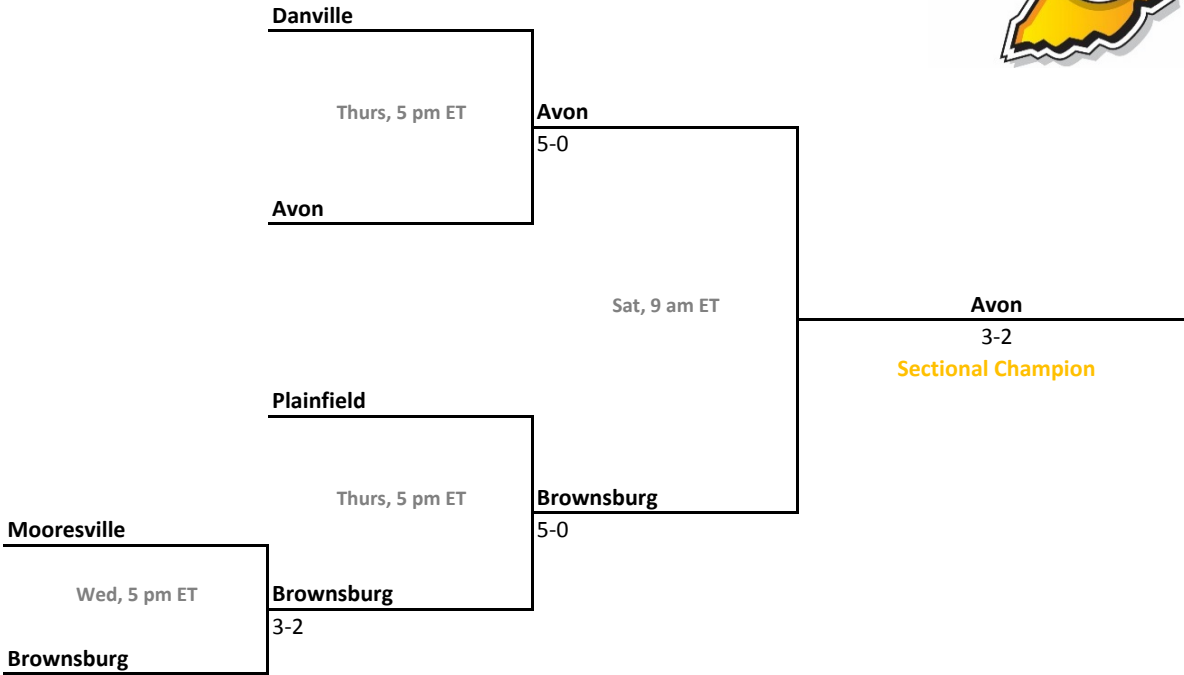 Danville
Thurs, 5 pm ET
Avon
5-0
Avon
Sat, 9 am ET
Avon
3-2
Sectional Champion
Plainfield
Thurs, 5 pm ET
Brownsburg
5-0
Mooresville
Wed, 5 pm ET
Brownsburg
3-2
Brownsburg